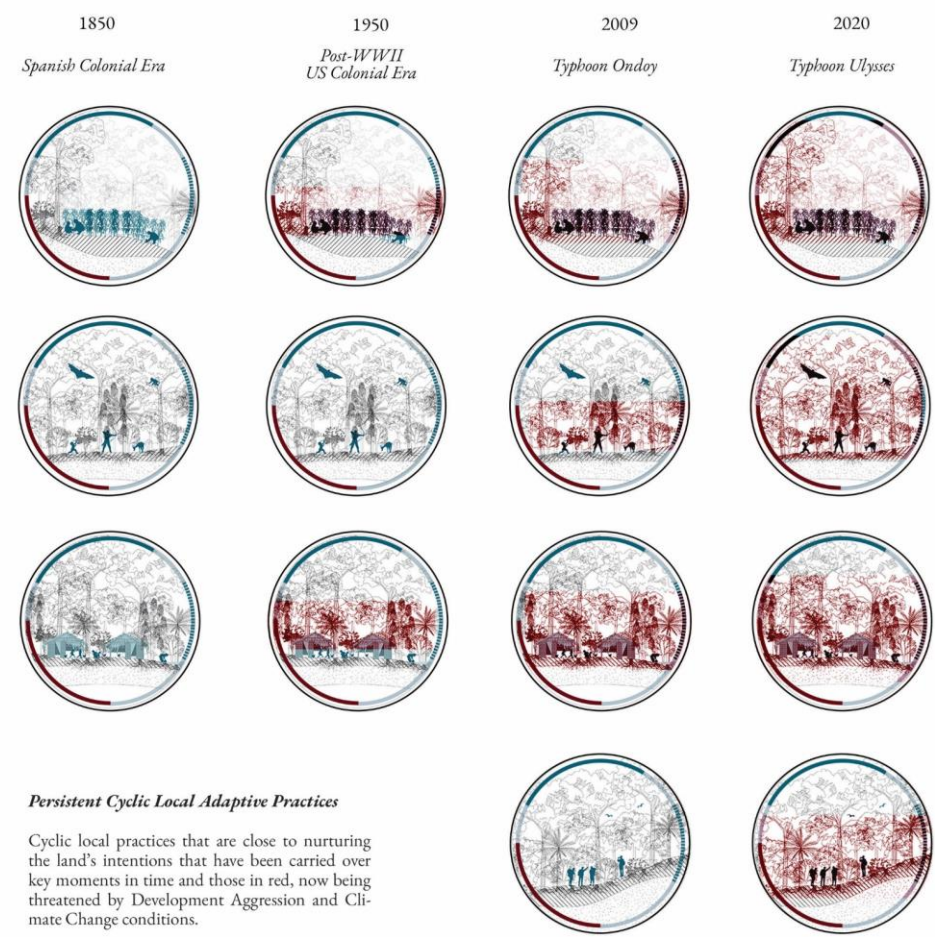 1850
1950
2009
2020
Spanish Colonial Era
Post-WWII
US Colonial Era
Typhoon Ondoy
Typhoon Ulysses
Persistent Cyclic Local Adaptive Practices
Cyclic local practices that are close to nurturing
the land's intentions that have been carried over
key moments in time and those in red, now being
threatened by Development Aggression and Cli-
mate Change conditions.